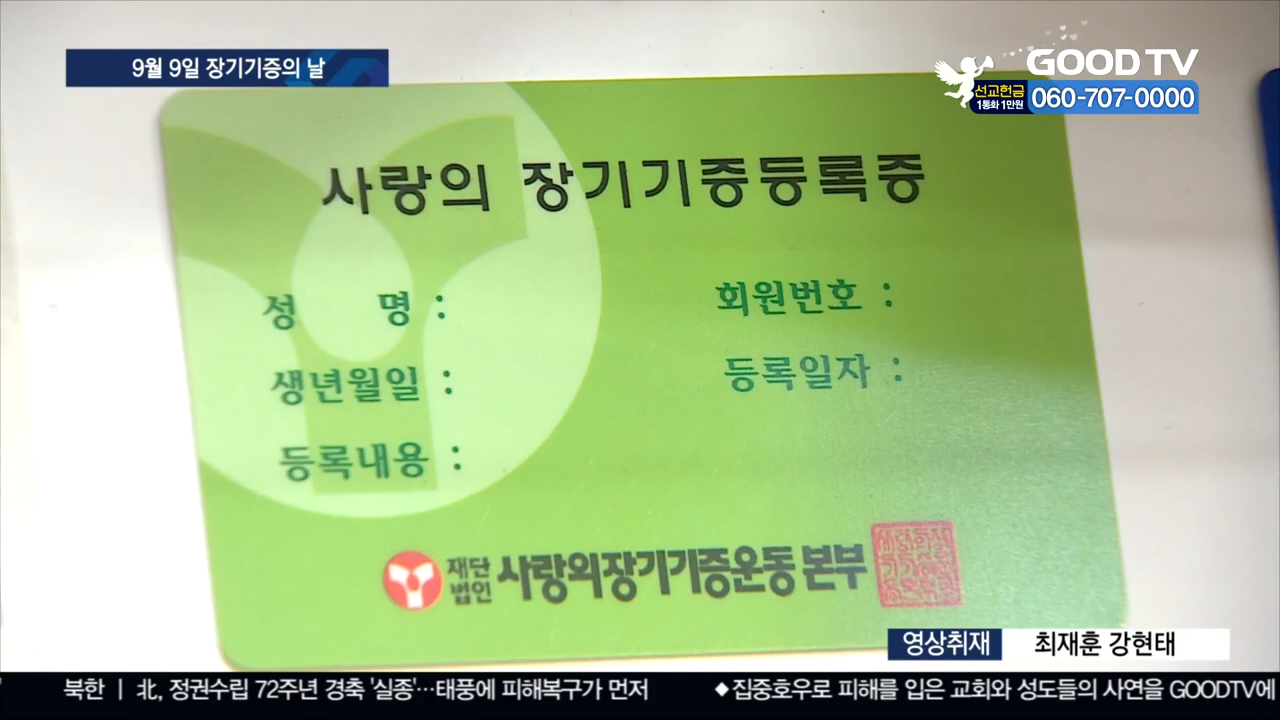 9월 9일 장기기증의 날
GOOD TV
선교헌금
1통화 1만원
060-707-0000
사랑의 장기기증등록증
성 명 :
회원번호 :
생년월일 :
등록일자 :
등록내용 :
재단
법인
사랑의장기기증운동 본부
영상취재 최재훈 강현태
북한 | 北, 정권수립 72주년 경축 '실종'…태풍에 피해복구가 먼저 ◆집중호우로 피해를 입은 교회와 성도들의 사연을 GOODTV에